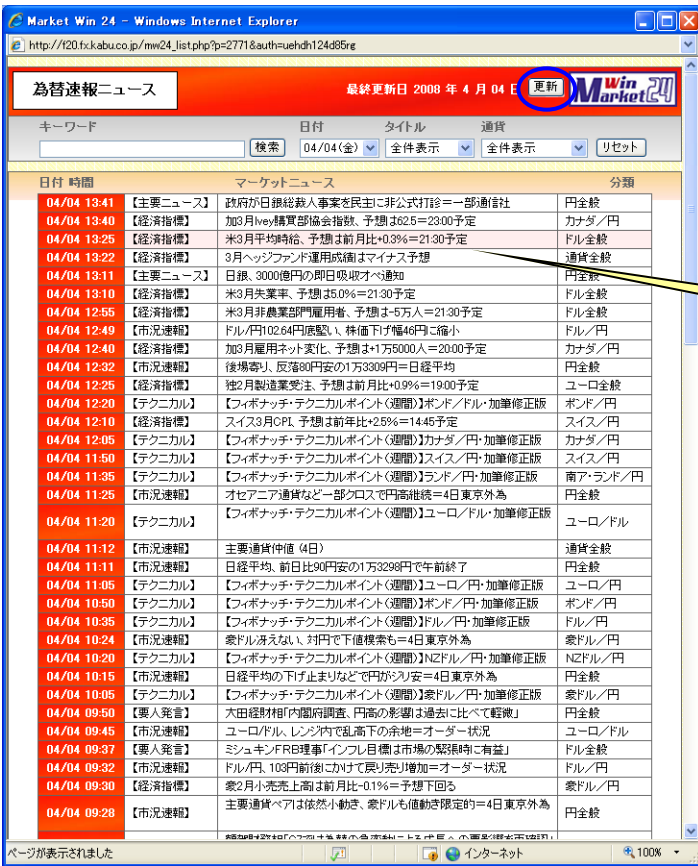 Market Win 24 - Windows Internet Explorer
http://f20.fx.kabu.co.jp/mw24_list.php?p=2771&auth=uehdh124d85rg
為替速報ニュース 最終更新日 2008 年 4 月 04 日 更新 Win Market 24
キーワード 日付 タイトル 通貨
検索 04/04(金) 全件表示 全件表示 リセット
日付 時間 マーケットニュース 分類
04/04 13:41 【主要ニュース】 政府が日銀総裁人事案を民主に非公式打診＝一部通信社 円全般
04/04 13:40 【経済指標】 加3月Ivey購買部協会指数、予想は62.5＝23:00予定 カナダ／円
04/04 13:25 【経済指標】 米3月平均時給、予想は前月比+0.3%＝21:30予定 ドル全般
04/04 13:22 【経済指標】 3月ヘッジファンド運用成績はマイナス予想 通貨全般
04/04 13:11 【主要ニュース】 日銀、3000億円の即日吸収オペ通知 円全般
04/04 13:10 【経済指標】 米3月失業率、予想は5.0%＝21:30予定 ドル全般
04/04 12:55 【経済指標】 米3月非農業部門雇用者、予想は-5万人＝21:30予定 ドル全般
04/04 12:49 【市況速報】 ドル/円102.64円底堅い、株価下げ幅46円に縮小 ドル／円
04/04 12:40 【経済指標】 加3月雇用ネット変化、予想は+1万5000人＝20:00予定 カナダ／円
04/04 12:32 【市況速報】 後場寄り、反落80円安の1万3309円＝日経平均 円全般
04/04 12:25 【経済指標】 独2月製造業受注、予想は前月比+0.9%＝19:00予定 ユーロ全般
04/04 12:20 【テクニカル】 【フィボナッチ・テクニカルポイント（週間）】ポンド／ドル・加筆修正版 ポンド／円
04/04 12:10 【経済指標】 スイス3月CPI、予想は前年比+2.5%＝14:45予定 スイス／円
04/04 12:05 【テクニカル】 【フィボナッチ・テクニカルポイント（週間）】カナダ／円・加筆修正版 カナダ／円
04/04 11:50 【テクニカル】 【フィボナッチ・テクニカルポイント（週間）】スイス／円・加筆修正版 スイス／円
04/04 11:35 【テクニカル】 【フィボナッチ・テクニカルポイント（週間）】ランド／円・加筆修正版 南ア・ランド／円
04/04 11:25 【市況速報】 オセアニア通貨など一部クロスで円高継続＝4日東京外為 円全般
04/04 11:20 【テクニカル】 【フィボナッチ・テクニカルポイント（週間）】ユーロ／ドル・加筆修正版 ユーロ／ドル
04/04 11:12 【市況速報】 主要通貨仲値（4日） 通貨全般
04/04 11:11 【市況速報】 日経平均、前日比90円安の1万3298円で午前終了 円全般
04/04 11:05 【テクニカル】 【フィボナッチ・テクニカルポイント（週間）】ユーロ／円・加筆修正版 ユーロ／円
04/04 10:50 【テクニカル】 【フィボナッチ・テクニカルポイント（週間）】ポンド／円・加筆修正版 ポンド／円
04/04 10:35 【テクニカル】 【フィボナッチ・テクニカルポイント（週間）】ドル／円・加筆修正版 ドル／円
04/04 10:24 【市況速報】 豪ドル冴えない、対円で下値模索も＝4日東京外為 豪ドル／円
04/04 10:20 【テクニカル】 【フィボナッチ・テクニカルポイント（週間）】NZドル／円・加筆修正版 NZドル／円
04/04 10:15 【市況速報】 日経平均の下げ止まりなどで円がジリ安＝4日東京外為 円全般
04/04 10:05 【テクニカル】 【フィボナッチ・テクニカルポイント（週間）】豪ドル／円・加筆修正版 豪ドル／円
04/04 09:50 【要人発言】 大田経財相「内閣府調査、円高の影響は過去に比べて軽微」 円全般
04/04 09:45 【市況速報】 ユーロ/ドル、レンジ内で乱高下の余地＝オーダー状況 ユーロ／ドル
04/04 09:37 【要人発言】 ミシュキンFRB理事「インフレ目標は市場の緊張時に有益」 ドル全般
04/04 09:32 【市況速報】 ドル/円、103円前後にかけて戻り売り増加＝オーダー状況 ドル／円
04/04 09:30 【経済指標】 豪2月小売売上高は前月比-0.1%＝予想下回る 豪ドル／円
04/04 09:28 【市況速報】 主要通貨ペアは依然小動き、豪ドルも値動き限定的＝4日東京外為 円全般
ページが表示されました インターネット 100%